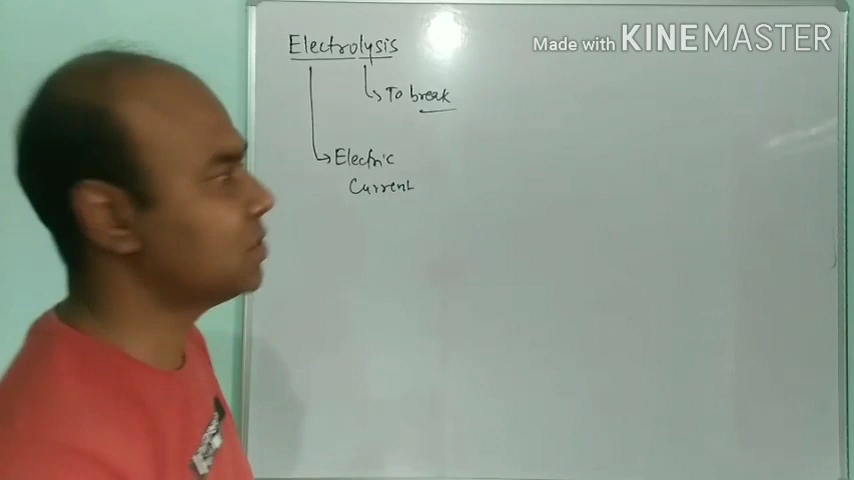 Electrolysis
Made with KINEMASTER
To break
Electric
Current